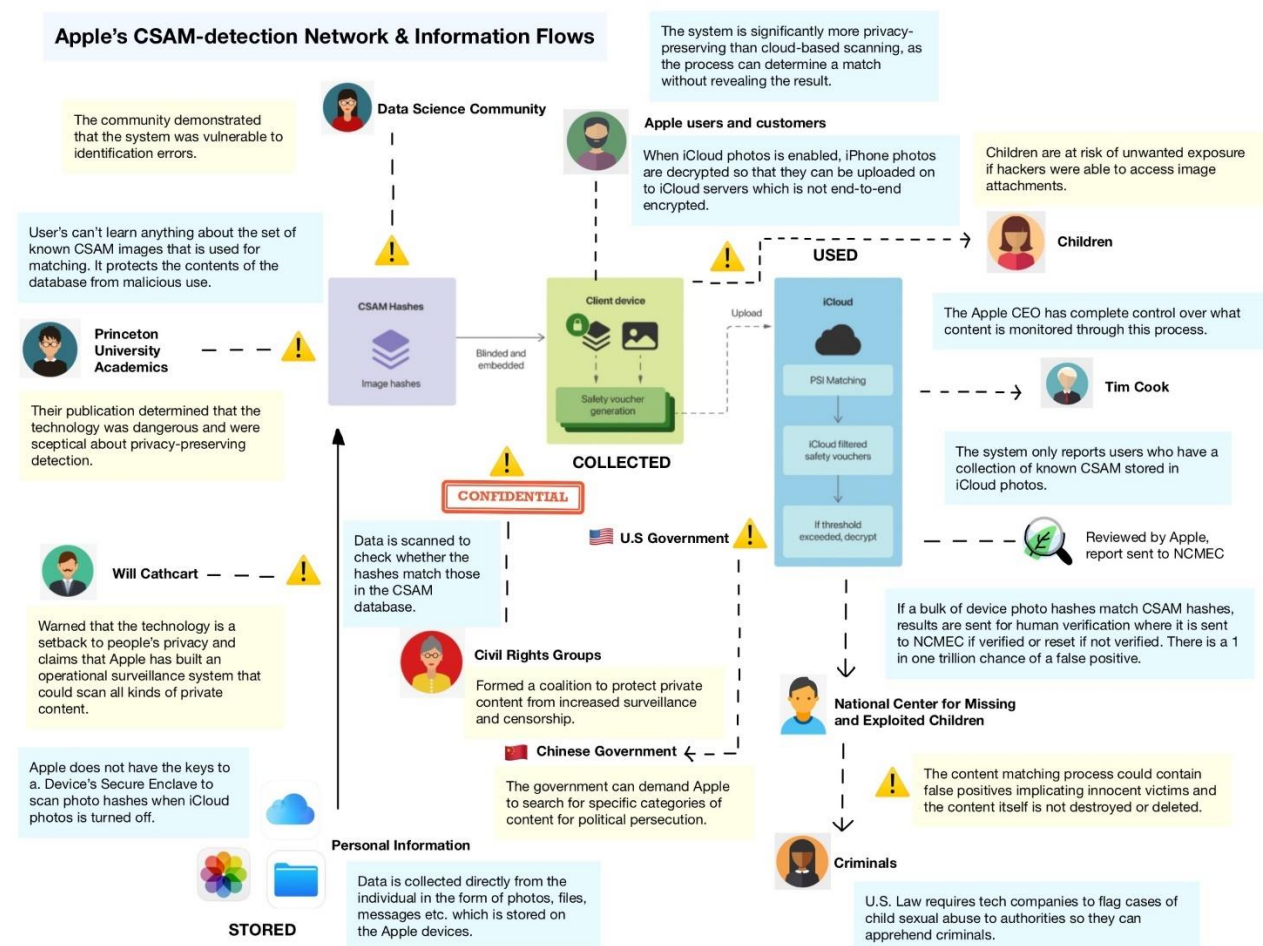 Apple's CSAM-detection Network & Information Flows
The system is significantly more privacy-
preserving than cloud-based scanning, as
the process can determine a match
without revealing the result.
The community demonstrated
that the system was vulnerable to
identification errors.
Data Science Community
Apple users and customers
When iCloud photos is enabled, iPhone photos
are decrypted so that they can be uploaded on
to iCloud servers which is not end-to-end
encrypted.
Children are at risk of unwanted exposure
if hackers were able to access image
attachments.
Children
User's can't learn anything about the set of
known CSAM images that is used for
matching. It protects the contents of the
database from malicious use.
USED
CSAM Hashes
Image hashes
Blinded and
embedded
Client device
Safety voucher
generation
COLLECTED
Upload
iCloud
PSI Matching
iCloud filtered
safety vouchers
If threshold
exceeded, decrypt
Princeton
University
Academics
Their publication determined that the
technology was dangerous and were
sceptical about privacy-preserving
detection.
The Apple CEO has complete control over what
content is monitored through this process.
Tim Cook
The system only reports users who have a
collection of known CSAM stored in
iCloud photos.
Reviewed by Apple,
report sent to NCMEC
CONFIDENTIAL
Data is scanned to
check whether the
hashes match those
in the CSAM
database.
U.S Government
Will Cathcart
Warned that the technology is a
setback to people's privacy and
claims that Apple has built an
operational surveillance system that
could scan all kinds of private
content.
Civil Rights Groups
Formed a coalition to protect private
content from increased surveillance
and censorship.
If a bulk of device photo hashes match CSAM hashes,
results are sent for human verification where it is sent
to NCMEC if verified or reset if not verified. There is a 1
in one trillion chance of a false positive.
National Center for Missing
and Exploited Children
Chinese Government
The government can demand Apple
to search for specific categories of
content for political persecution.
The content matching process could contain
false positives implicating innocent victims and
the content itself is not destroyed or deleted.
Apple does not have the keys to
a. Device's Secure Enclave to
scan photo hashes when iCloud
photos is turned off.
Personal Information
Data is collected directly from the
individual in the form of photos, files,
messages etc. which is stored on
the Apple devices.
STORED
Criminals
U.S. Law requires tech companies to flag cases of
child sexual abuse to authorities so they can
apprehend criminals.